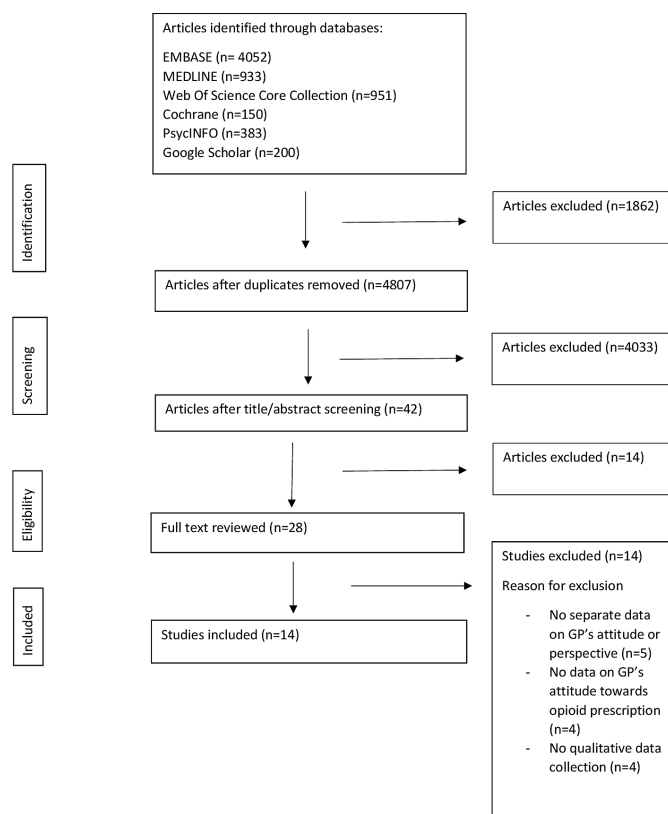 Articles identified through databases:
EMBASE (n= 4052)
MEDLINE (n=933)
Web Of Science Core Collection (n=951)
Cochrane (n=150)
PsycINFO (n=383)
Google Scholar (n=200)
Identification
Articles excluded (n=1862)
Articles after duplicates removed (n=4807)
Screening
Articles excluded (n=4033)
Articles after title/abstract screening (n=42)
Articles excluded (n=14)
Eligibility
Full text reviewed (n=28)
Studies excluded (n=14)
Reason for exclusion
- No separate data
on GP's attitude or
perspective (n=5)
- No data on GP's
attitude towards
opioid prescription
(n=4)
- No qualitative data
collection (n=4)
Included
Studies included (n=14)